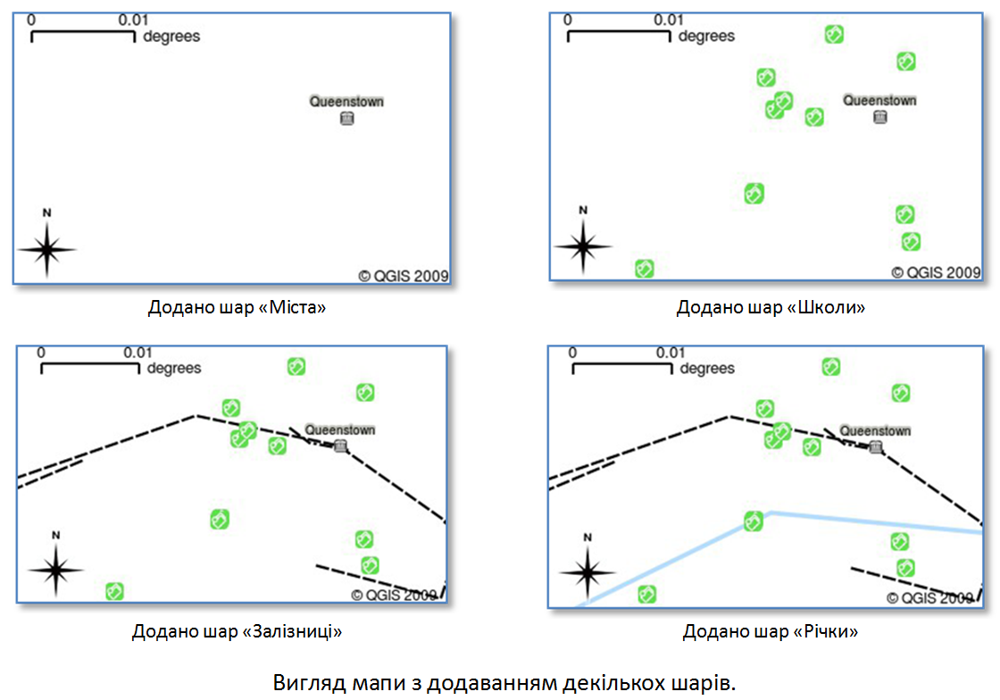 0 0.01
degrees
Queenstown
N
© QGIS 2009
Додано шар «Міста»
0 0.01
degrees
Queenstown
N
© QGIS 2009
Додано шар «Школи»
0 0.01
degrees
Queenstown
N
© QGIS 2009
Додано шар «Залізниці»
0 0.01
degrees
Queenstown
N
© QGIS 2009
Додано шар «Річки»
Вигляд мапи з додаванням декількох шарів.